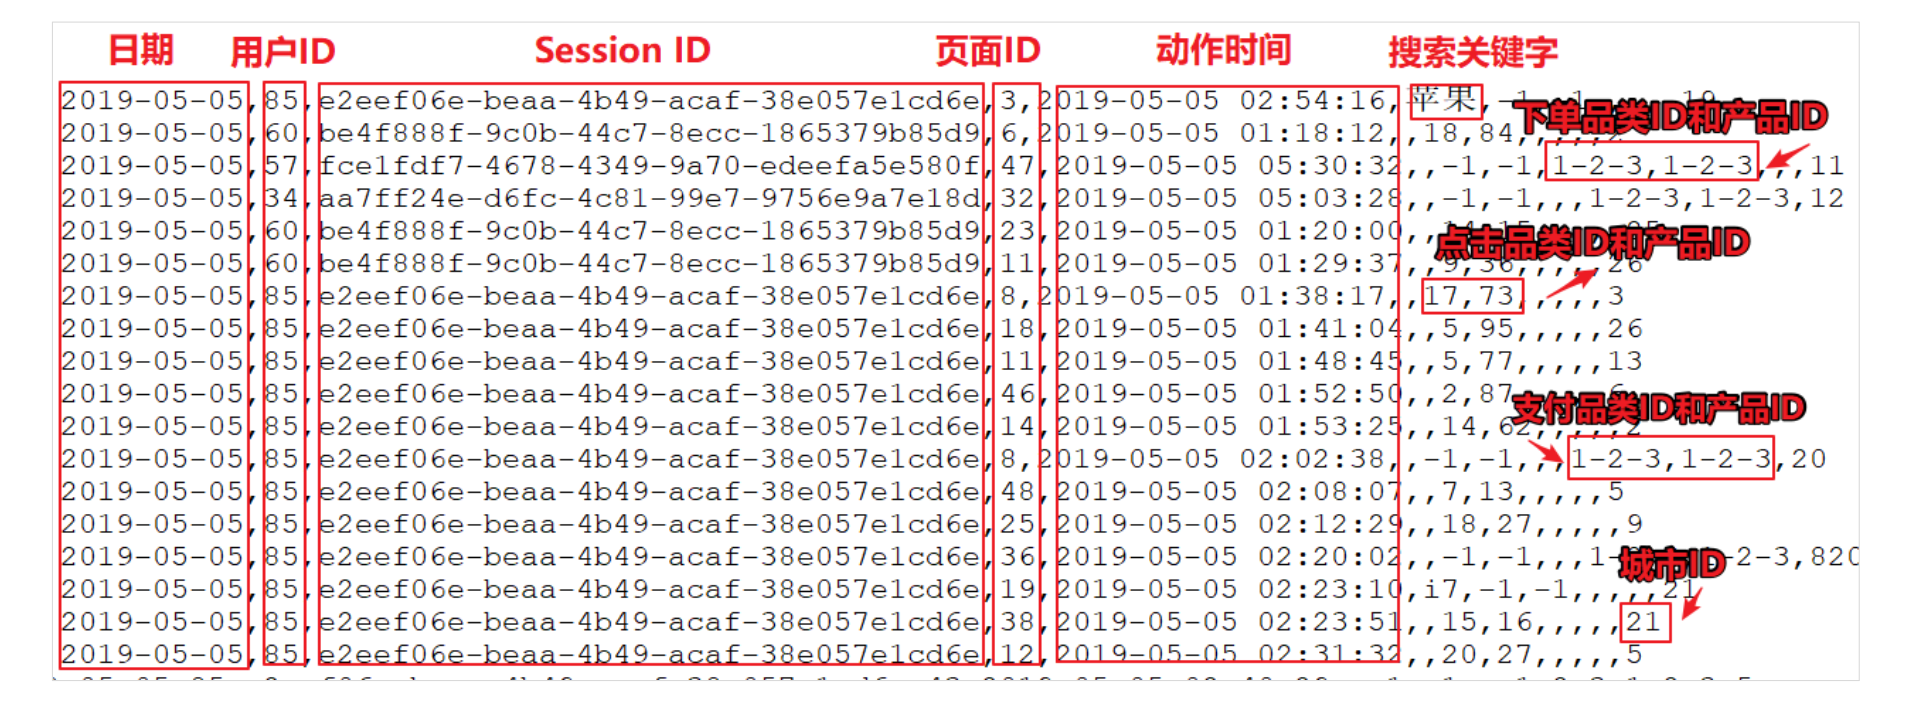 日期 用户ID Session ID 页面ID 动作时间 搜索关键字
2019-05-05,85,e2eef06e-beaa-4b49-acaf-38e057e1cd6e,3,2019-05-05 02:54:16,苹果,-1,-1 19
下单品类ID和产品ID
2019-05-05,60,be4f888f-9c0b-44c7-8ecc-1865379b85d9,6,2019-05-05 01:18:12,,18,84,,,,,2
2019-05-05,57,fce1fdf7-4678-4349-9a70-edeefa5e580f,47,2019-05-05 05:30:32,,-1,-1,1-2-3,1-2-3,,,11
2019-05-05,34,aa7ff24e-d6fc-4c81-99e7-9756e9a7e18d,32,2019-05-05 05:03:28,,-1,-1,,,1-2-3,1-2-3,12
2019-05-05,60,be4f888f-9c0b-44c7-8ecc-1865379b85d9,23,2019-05-05 01:20:00,,14,15
点击品类ID和产品ID
2019-05-05,60,be4f888f-9c0b-44c7-8ecc-1865379b85d9,11,2019-05-05 01:29:37,,9,36,,,,,26
2019-05-05,85,e2eef06e-beaa-4b49-acaf-38e057e1cd6e,8,2019-05-05 01:38:17,,17,73,,,,,3
2019-05-05,85,e2eef06e-beaa-4b49-acaf-38e057e1cd6e,18,2019-05-05 01:41:04,,5,95,,,,,26
2019-05-05,85,e2eef06e-beaa-4b49-acaf-38e057e1cd6e,11,2019-05-05 01:48:45,,5,77,,,,,13
2019-05-05,85,e2eef06e-beaa-4b49-acaf-38e057e1cd6e,46,2019-05-05 01:52:50,,2,87
支付品类ID和产品ID
2019-05-05,85,e2eef06e-beaa-4b49-acaf-38e057e1cd6e,14,2019-05-05 01:53:25,,14,62,,,,,2
2019-05-05,85,e2eef06e-beaa-4b49-acaf-38e057e1cd6e,8,2019-05-05 02:02:38,,-1,-1,,,1-2-3,1-2-3,20
2019-05-05,85,e2eef06e-beaa-4b49-acaf-38e057e1cd6e,48,2019-05-05 02:08:07,,7,13,,,,,5
2019-05-05,85,e2eef06e-beaa-4b49-acaf-38e057e1cd6e,25,2019-05-05 02:12:29,,18,27,,,,,9
2019-05-05,85,e2eef06e-beaa-4b49-acaf-38e057e1cd6e,36,2019-05-05 02:20:02,,-1,-1,,,1- -2-3,820
城市ID
2019-05-05,85,e2eef06e-beaa-4b49-acaf-38e057e1cd6e,19,2019-05-05 02:23:10,i7,-1,-1,,,,,21
2019-05-05,85,e2eef06e-beaa-4b49-acaf-38e057e1cd6e,38,2019-05-05 02:23:51,,15,16,,,,,21
2019-05-05,85,e2eef06e-beaa-4b49-acaf-38e057e1cd6e,12,2019-05-05 02:31:32,,20,27,,,,,5